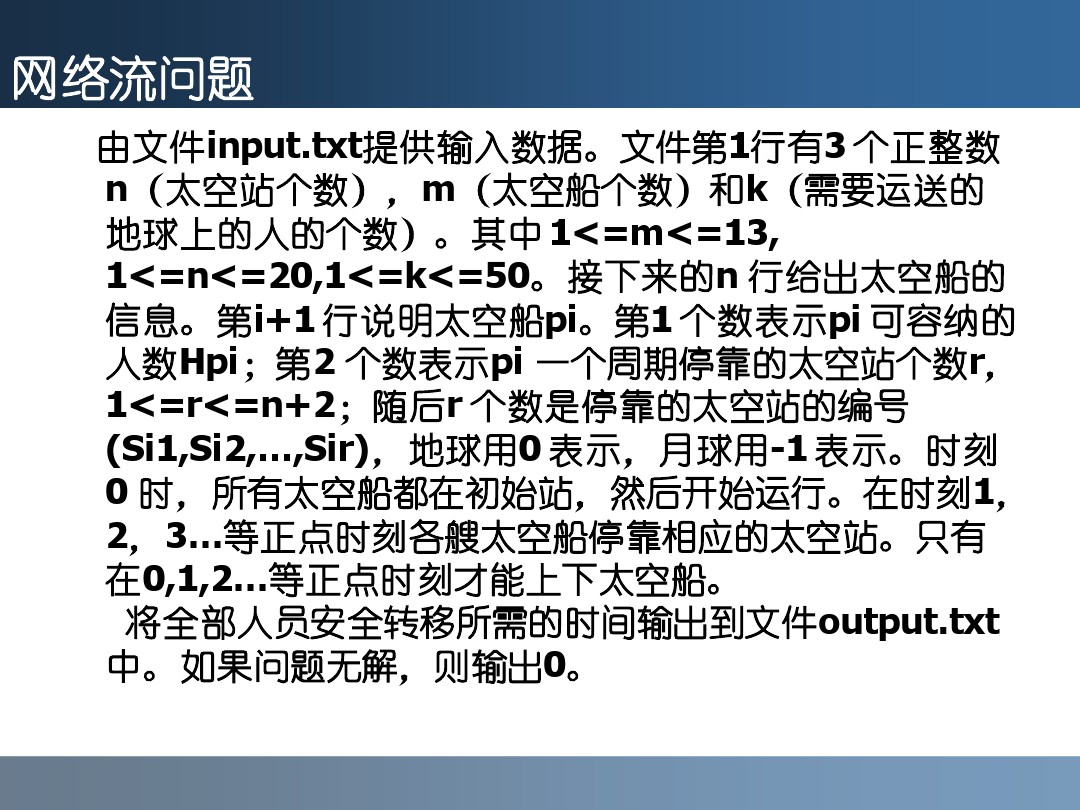 网络流问题
由文件input.txt提供输入数据。文件第1行有3 个正整数
n（太空站个数），m（太空船个数）和k（需要运送的
地球上的人的个数）。其中 1<=m<=13,
1<=n<=20,1<=k<=50。接下来的n 行给出太空船的
信息。第i+1 行说明太空船pi。第1 个数表示pi 可容纳的
人数Hpi；第2 个数表示pi 一个周期停靠的太空站个数r，
1<=r<=n+2；随后r 个数是停靠的太空站的编号
(Si1,Si2,…,Sir)，地球用0 表示，月球用-1 表示。时刻
0 时，所有太空船都在初始站，然后开始运行。在时刻1，
2，3…等正点时刻各艘太空船停靠相应的太空站。只有
在0,1,2…等正点时刻才能上下太空船。
将全部人员安全转移所需的时间输出到文件output.txt
中。如果问题无解，则输出0。